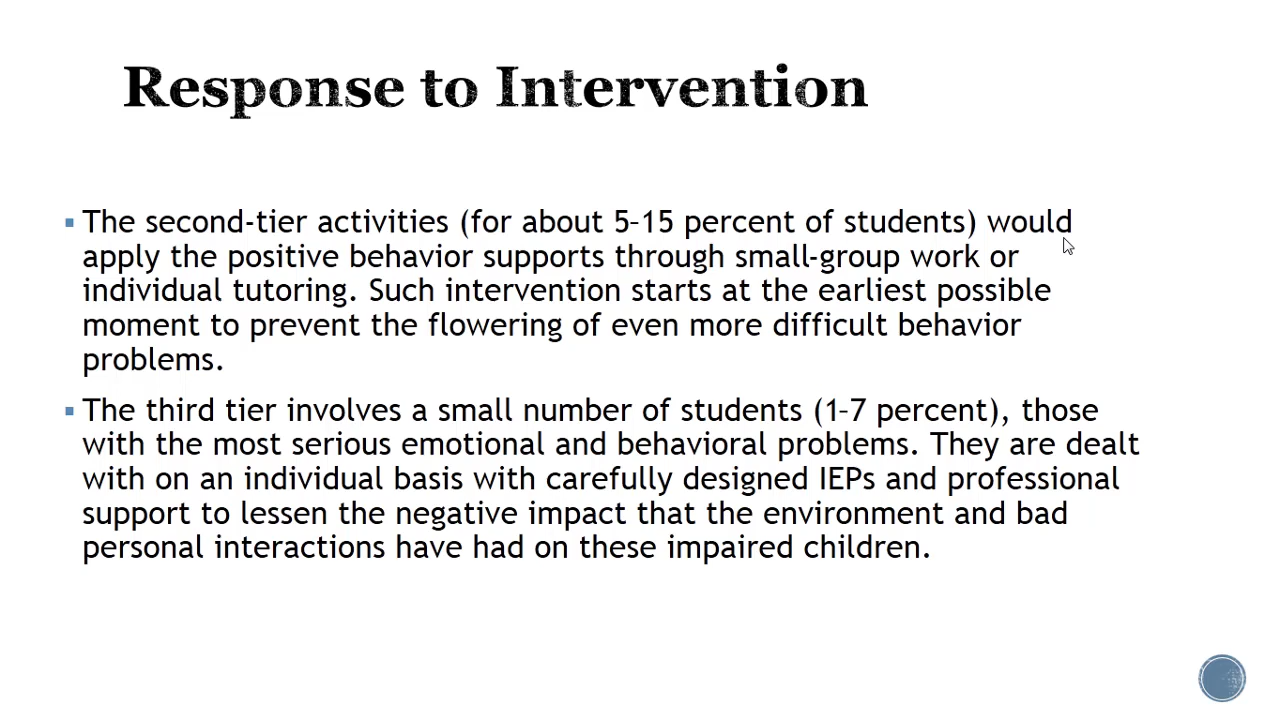 Response to Intervention
The second-tier activities (for about 5–15 percent of students) would
apply the positive behavior supports through small-group work or
individual tutoring. Such intervention starts at the earliest possible
moment to prevent the flowering of even more difficult behavior
problems.
The third tier involves a small number of students (1–7 percent), those
with the most serious emotional and behavioral problems. They are dealt
with on an individual basis with carefully designed IEPs and professional
support to lessen the negative impact that the environment and bad
personal interactions have had on these impaired children.